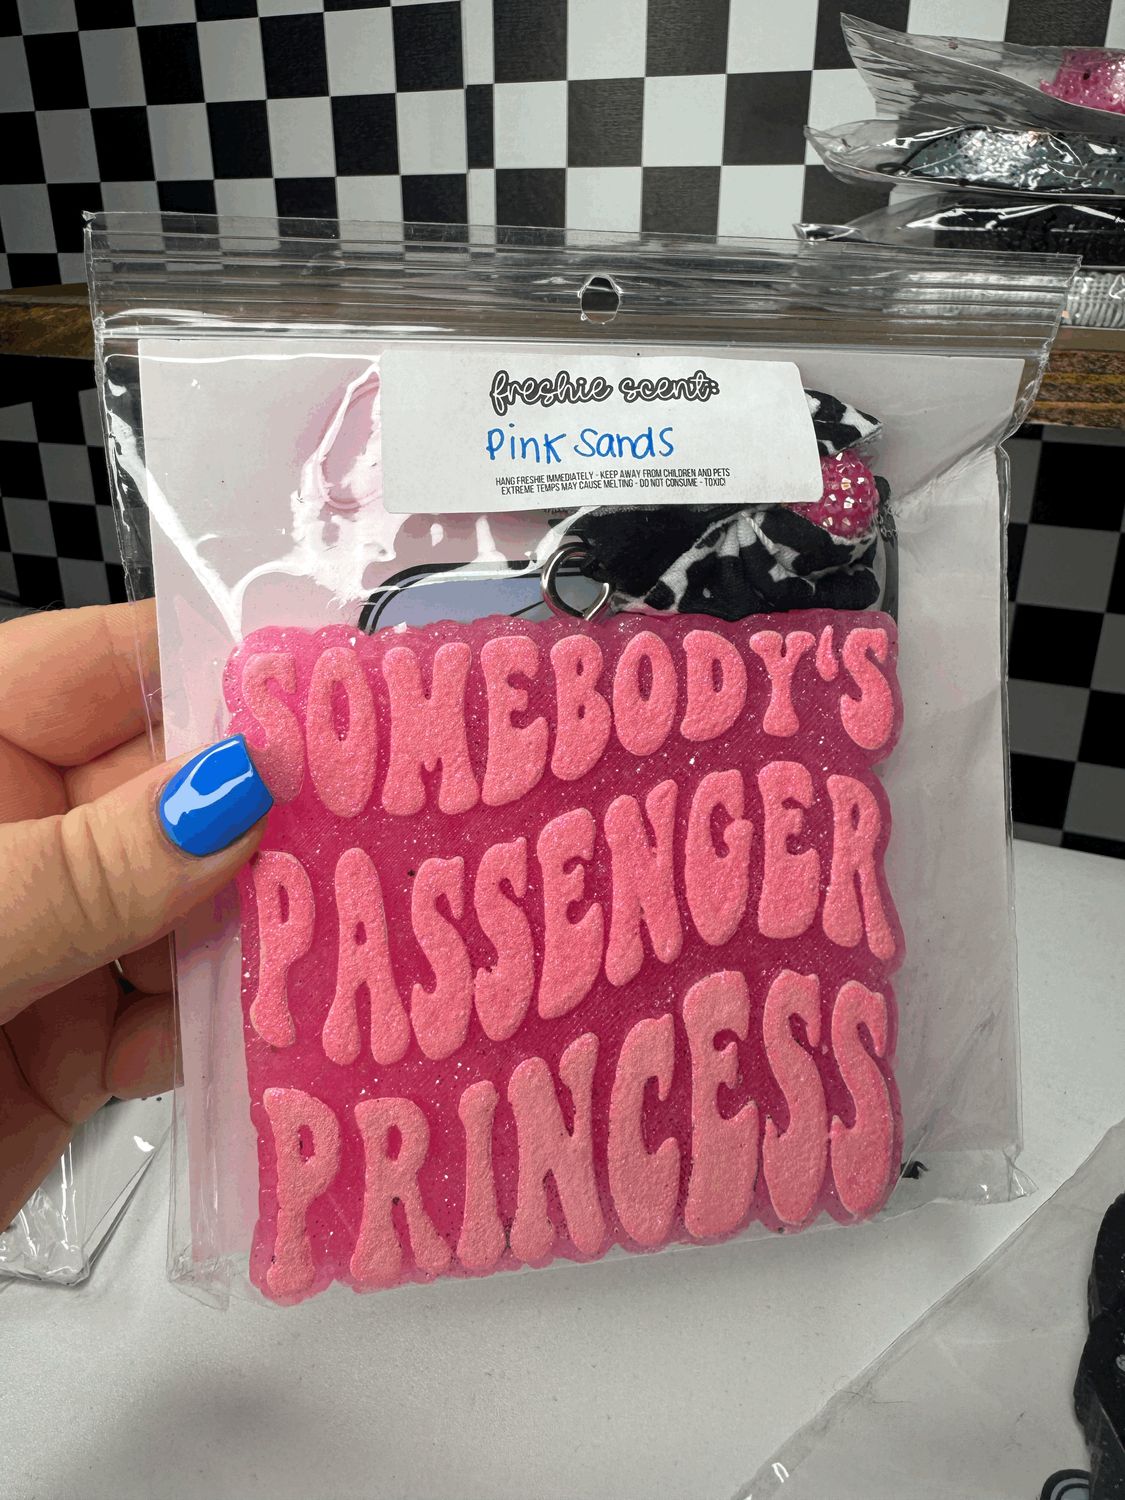 freshie scent:
Pink Sands
HANG FRESHIE IMMEDIATELY - KEEP AWAY FROM CHILDREN AND PETS
EXTREME TEMPS MAY CAUSE MELTING - DO NOT CONSUME - TOXIC!
SOMEBODY'S
PASSENGER
PRINCESS